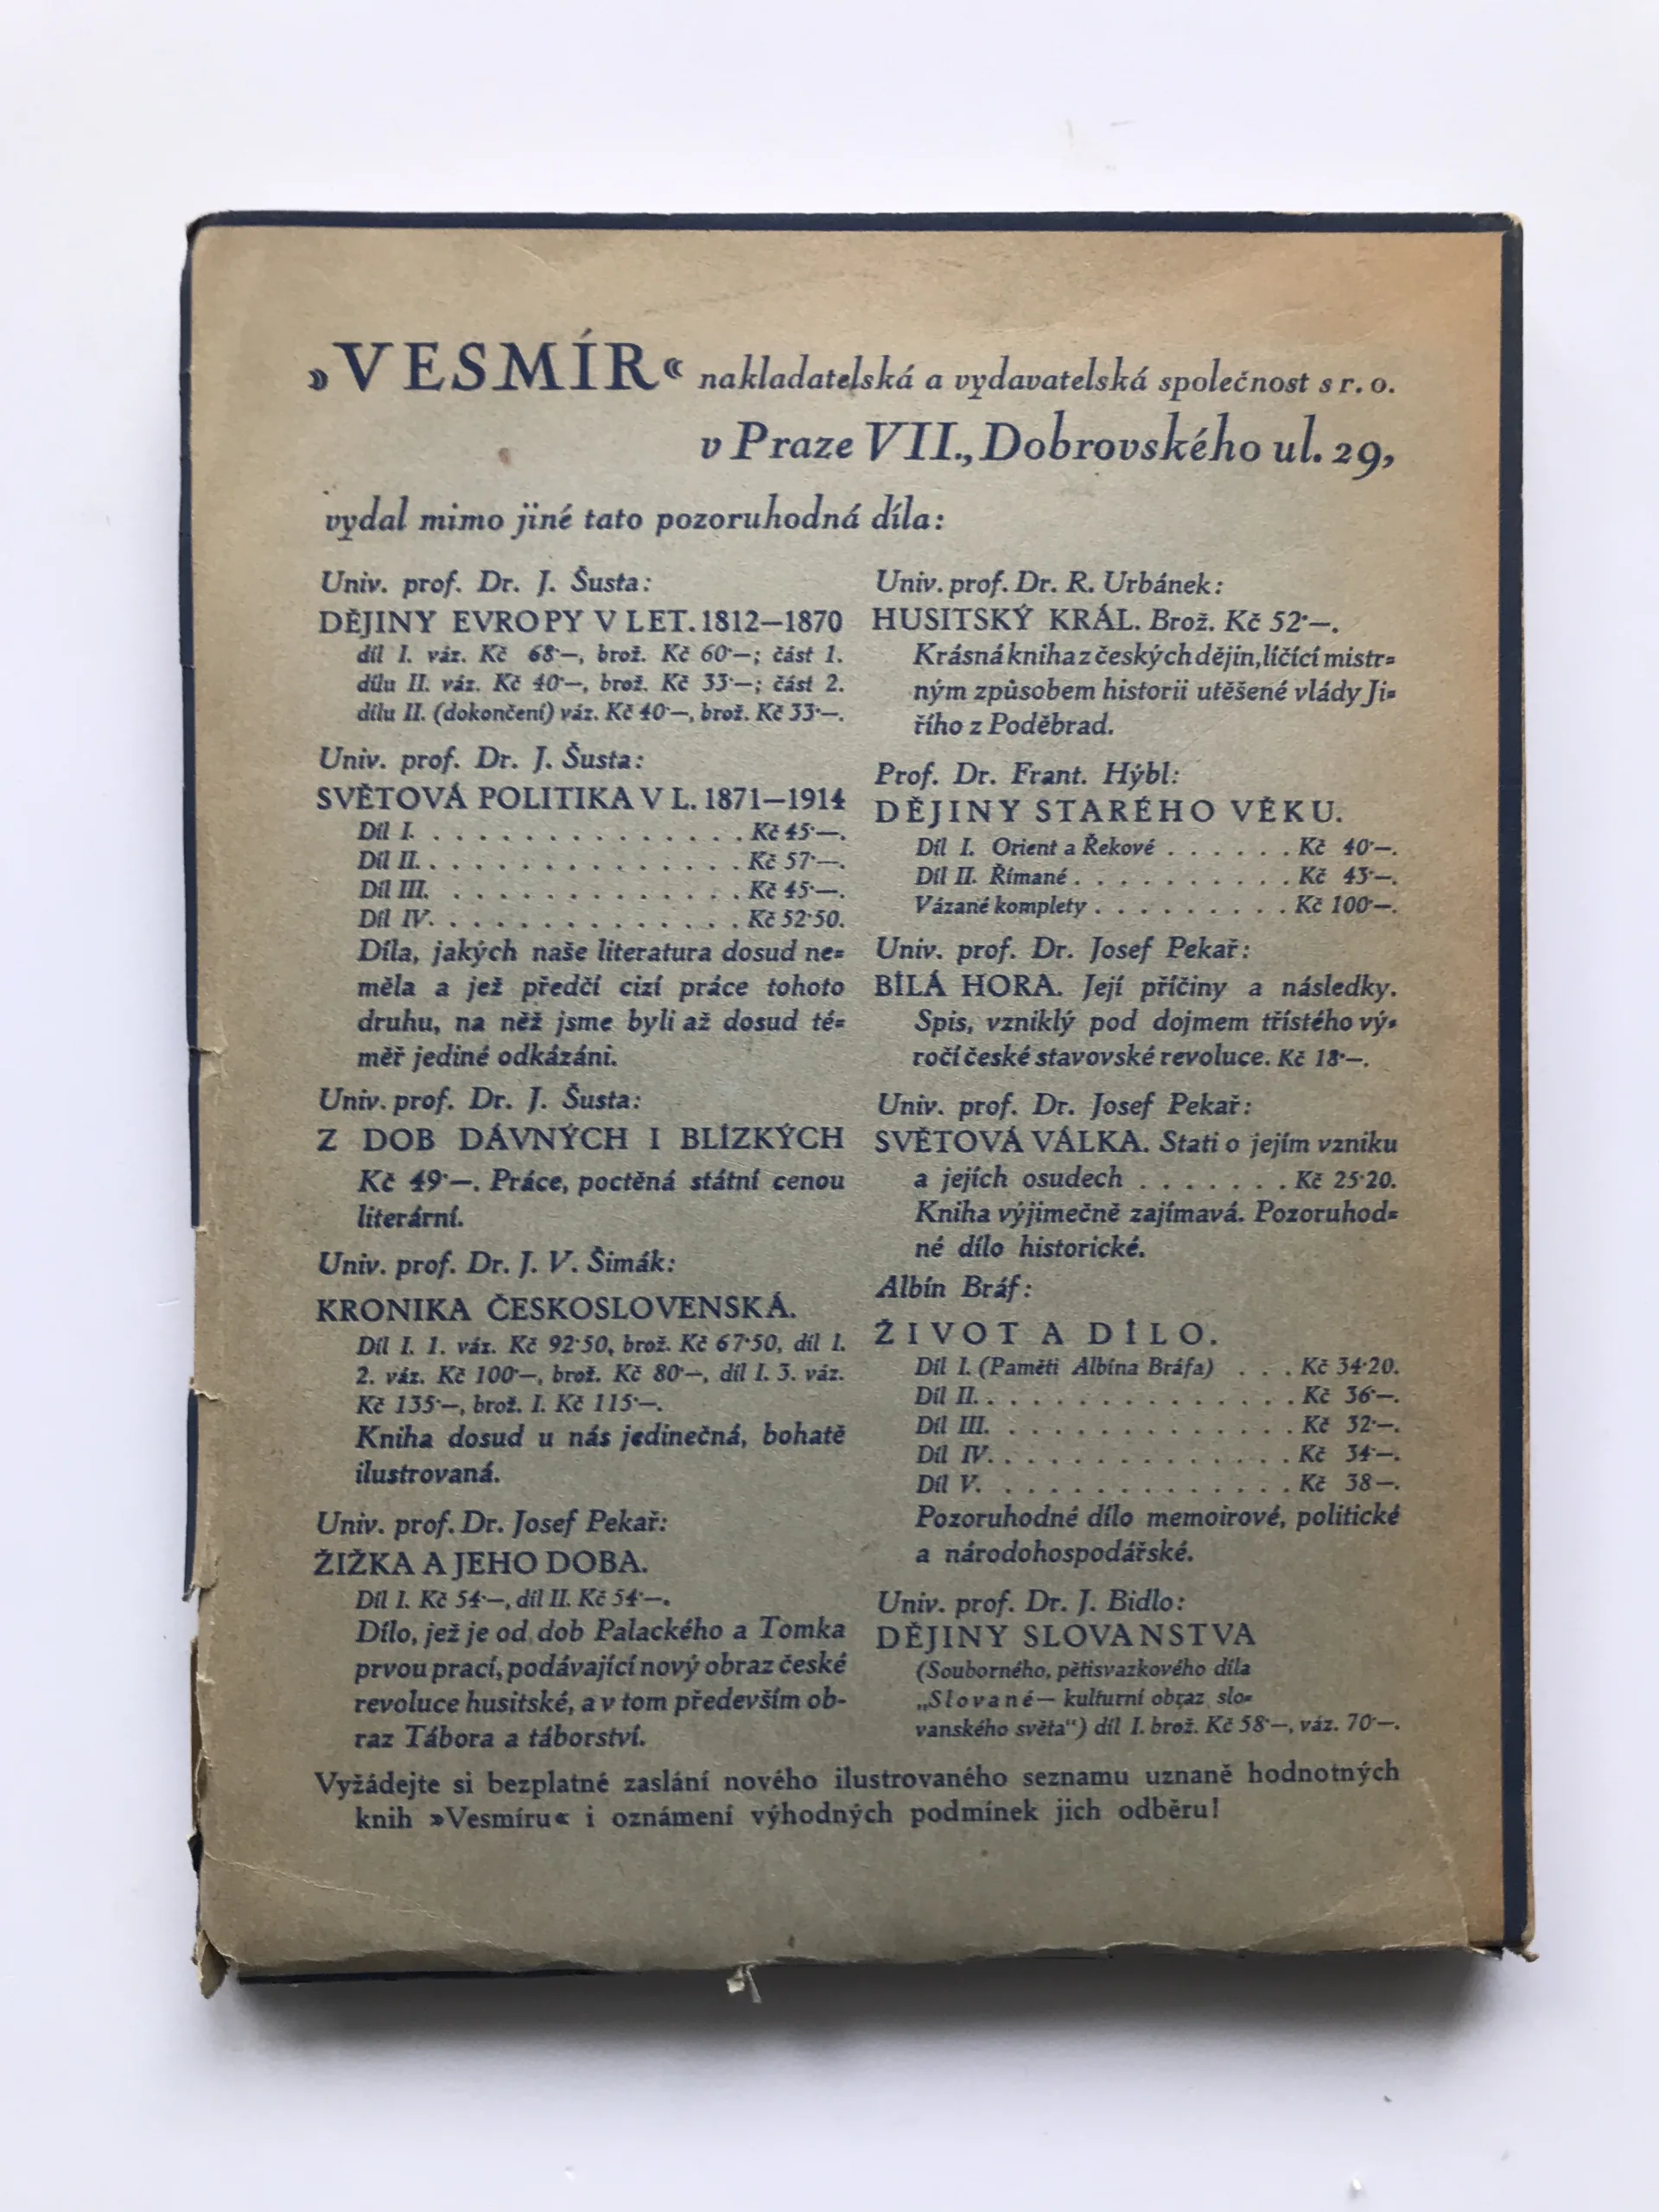 »VESMÍR« nakladatelská a vydavatelská společnost s r. o.
v Praze VII., Dobrovského ul. 29,
vydal mimo jiné tato pozoruhodná díla:
Univ. prof. Dr. J. Šusta:
DĚJINY EVROPY V LET. 1812–1870
díl I. váz. Kč 68·–, brož. Kč 60·–; část 1.
dílu II. váz. Kč 40·–, brož. Kč 33·–; část 2.
dílu II. (dokončení) váz. Kč 40·–, brož. Kč 33·–.
Univ. prof. Dr. J. Šusta:
SVĚTOVÁ POLITIKA V L. 1871–1914
Díl I. . . . . . . . . . . . . . . . Kč 45·–.
Díl II. . . . . . . . . . . . . . . . Kč 57·–.
Díl III. . . . . . . . . . . . . . . Kč 45·–.
Díl IV. . . . . . . . . . . . . . . Kč 52·50.
Díla, jakých naše literatura dosud ne=
měla a jež předčí cizí práce tohoto
druhu, na něž jsme byli až dosud té=
měř jediné odkázáni.
Univ. prof. Dr. J. Šusta:
Z DOB DÁVNÝCH I BLÍZKÝCH
Kč 49·–. Práce, poctěná státní cenou
literární.
Univ. prof. Dr. J. V. Šimák:
KRONIKA ČESKOSLOVENSKÁ.
Díl I. 1. váz. Kč 92·50, brož. Kč 67·50, díl I.
2. váz. Kč 100·–, brož. Kč 80·–, díl I. 3. váz.
Kč 135·–, brož. I. Kč 115·–.
Kniha dosud u nás jedinečná, bohatě
ilustrovaná.
Univ. prof. Dr. Josef Pekař:
ŽIŽKA A JEHO DOBA.
Díl I. Kč 54·–, díl II. Kč 54·–.
Dílo, jež je od dob Palackého a Tomka
prvou prací, podávající nový obraz české
revoluce husitské, a v tom především ob-
raz Tábora a táborství.
Univ. prof. Dr. R. Urbánek:
HUSITSKÝ KRÁL. Brož. Kč 52·–.
Krásná kniha z českých dějin, líčící mistr=
ným způsobem historii utěšené vlády Ji=
řího z Poděbrad.
Prof. Dr. Frant. Hýbl:
DĚJINY STARÉHO VĚKU.
Díl I. Orient a Řekové . . . . . . Kč 40·–.
Díl II. Římané . . . . . . . . . . Kč 43·–.
Vázané komplety . . . . . . . . . Kč 100·–.
Univ. prof. Dr. Josef Pekař:
BÍLÁ HORA. Její příčiny a následky.
Spis, vzniklý pod dojmem třístého vý=
ročí české stavovské revoluce. Kč 18·–.
Univ. prof. Dr. Josef Pekař:
SVĚTOVÁ VÁLKA. Stati o jejím vzniku
a jejích osudech . . . . . . . Kč 25·20.
Kniha výjimečně zajímavá. Pozoruhod=
né dílo historické.
Albín Bráf:
ŽIVOT A DÍLO.
Díl I. (Paměti Albína Bráfa) . . . Kč 34·20.
Díl II. . . . . . . . . . . . . . . . Kč 36·–.
Díl III. . . . . . . . . . . . . . . Kč 32·–.
Díl IV. . . . . . . . . . . . . . . Kč 34·–.
Díl V. . . . . . . . . . . . . . . . Kč 38–.
Pozoruhodné dílo memoirové, politické
a národohospodářské.
Univ. prof. Dr. J. Bidlo:
DĚJINY SLOVANSTVA
(Souborného, pětisvazkového díla
„Slované — kulturní obraz slo=
vanského světa“) díl I. brož. Kč 58·–, váz. 70·–.
Vyžádejte si bezplatné zaslání nového ilustrovaného seznamu uznaně hodnotných
knih »Vesmíru« i oznámení výhodných podmínek jich odběru!